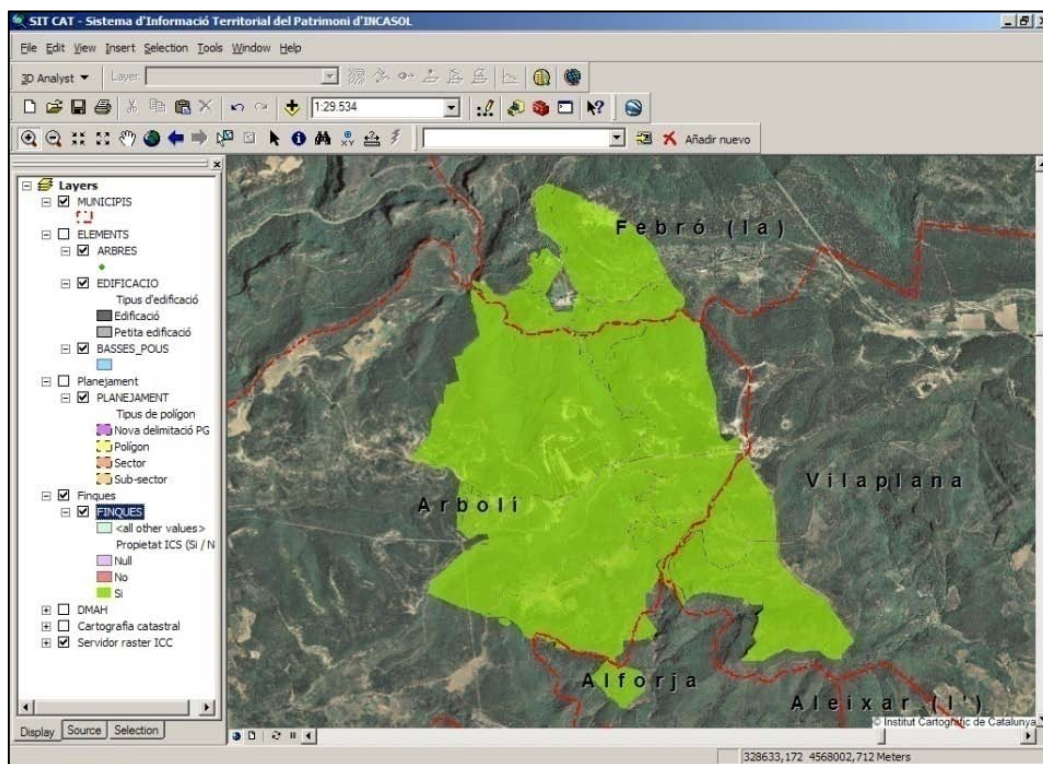 SIT CAT - Sistema d'Informació Territorial del Patrimoni d'INCASOL
File Edit View Insert Selection Tools Window Help
3D Analyst Layer:
1:29.534
XY
Añadir nuevo
Layers
MUNICIPIS
ELEMENTS
ARBRES
EDIFICACIO
Tipus d'edificació
Edificació
Petita edificació
BASSES_POUS
Planejament
PLANEJAMENT
Tipus de polígon
Nova delimitació PG
Polígon
Sector
Sub-sector
Finques
FINQUES
<all other values>
Propietat ICS (Si / N
Null
No
Si
DMAH
Cartografia catastral
Servidor raster ICC
Display Source Selection
Febró (la)
Vilaplana
Arbolí
Alforja
Aleixar (l')
© Institut Cartogràfic de Catalunya
328633,172 4568002,712 Meters